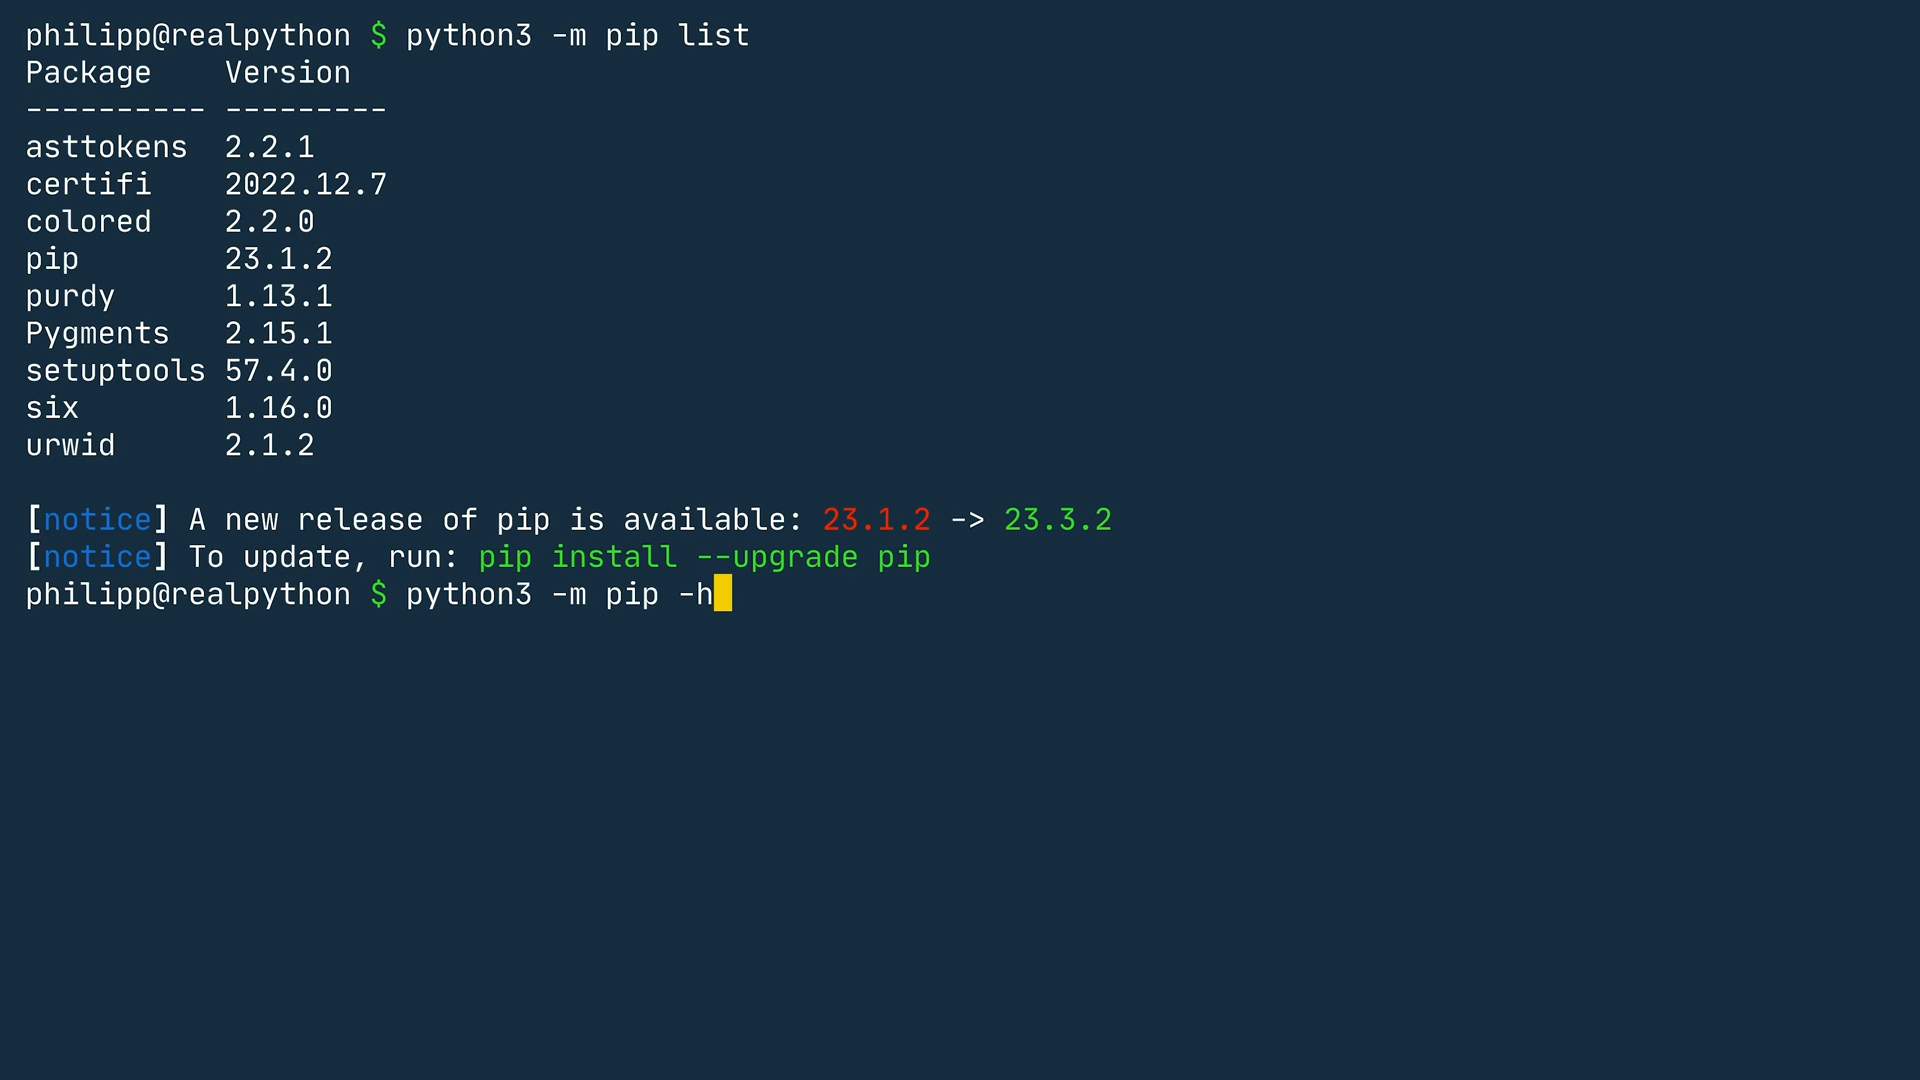 philipp@realpython $ python3 -m pip list
Package    Version
---------- ---------
asttokens  2.2.1
certifi    2022.12.7
colored    2.2.0
pip        23.1.2
purdy      1.13.1
Pygments   2.15.1
setuptools 57.4.0
six        1.16.0
urwid      2.1.2
[notice] A new release of pip is available: 23.1.2 -> 23.3.2
[notice] To update, run: pip install --upgrade pip
philipp@realpython $ python3 -m pip -h